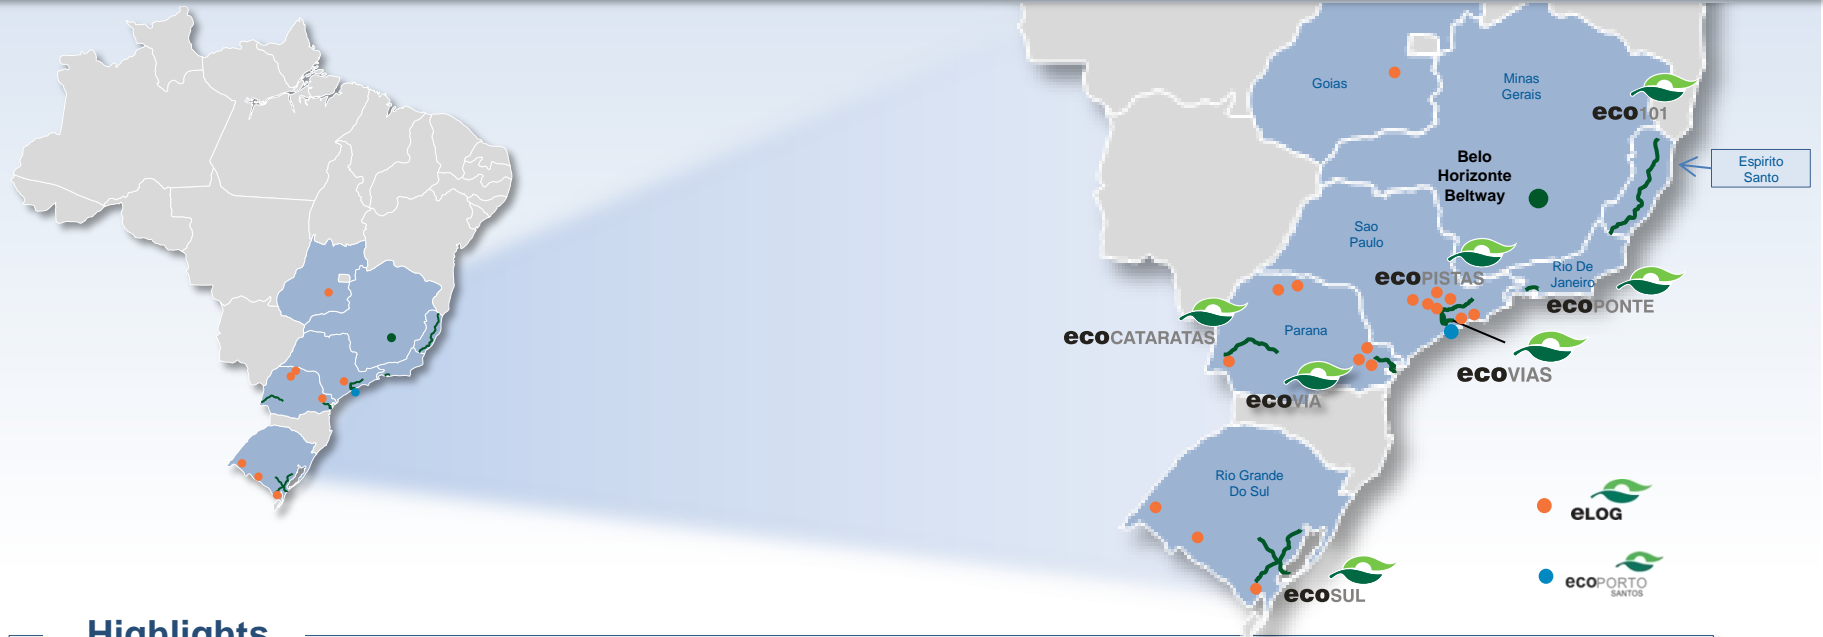 Goias
Minas
Gerais
eco101
Belo
Horizonte
Beltway
Espirito
Santo
Sao
Paulo
ecoPISTAS
Rio De
Janeiro
ecoPONTE
ecoCATARATAS
Parana
ecoVIAS
ecoVIA
Rio Grande
Do Sul
eLOG
ecoPORTO
SANTOS
ecoSUL
Highlights